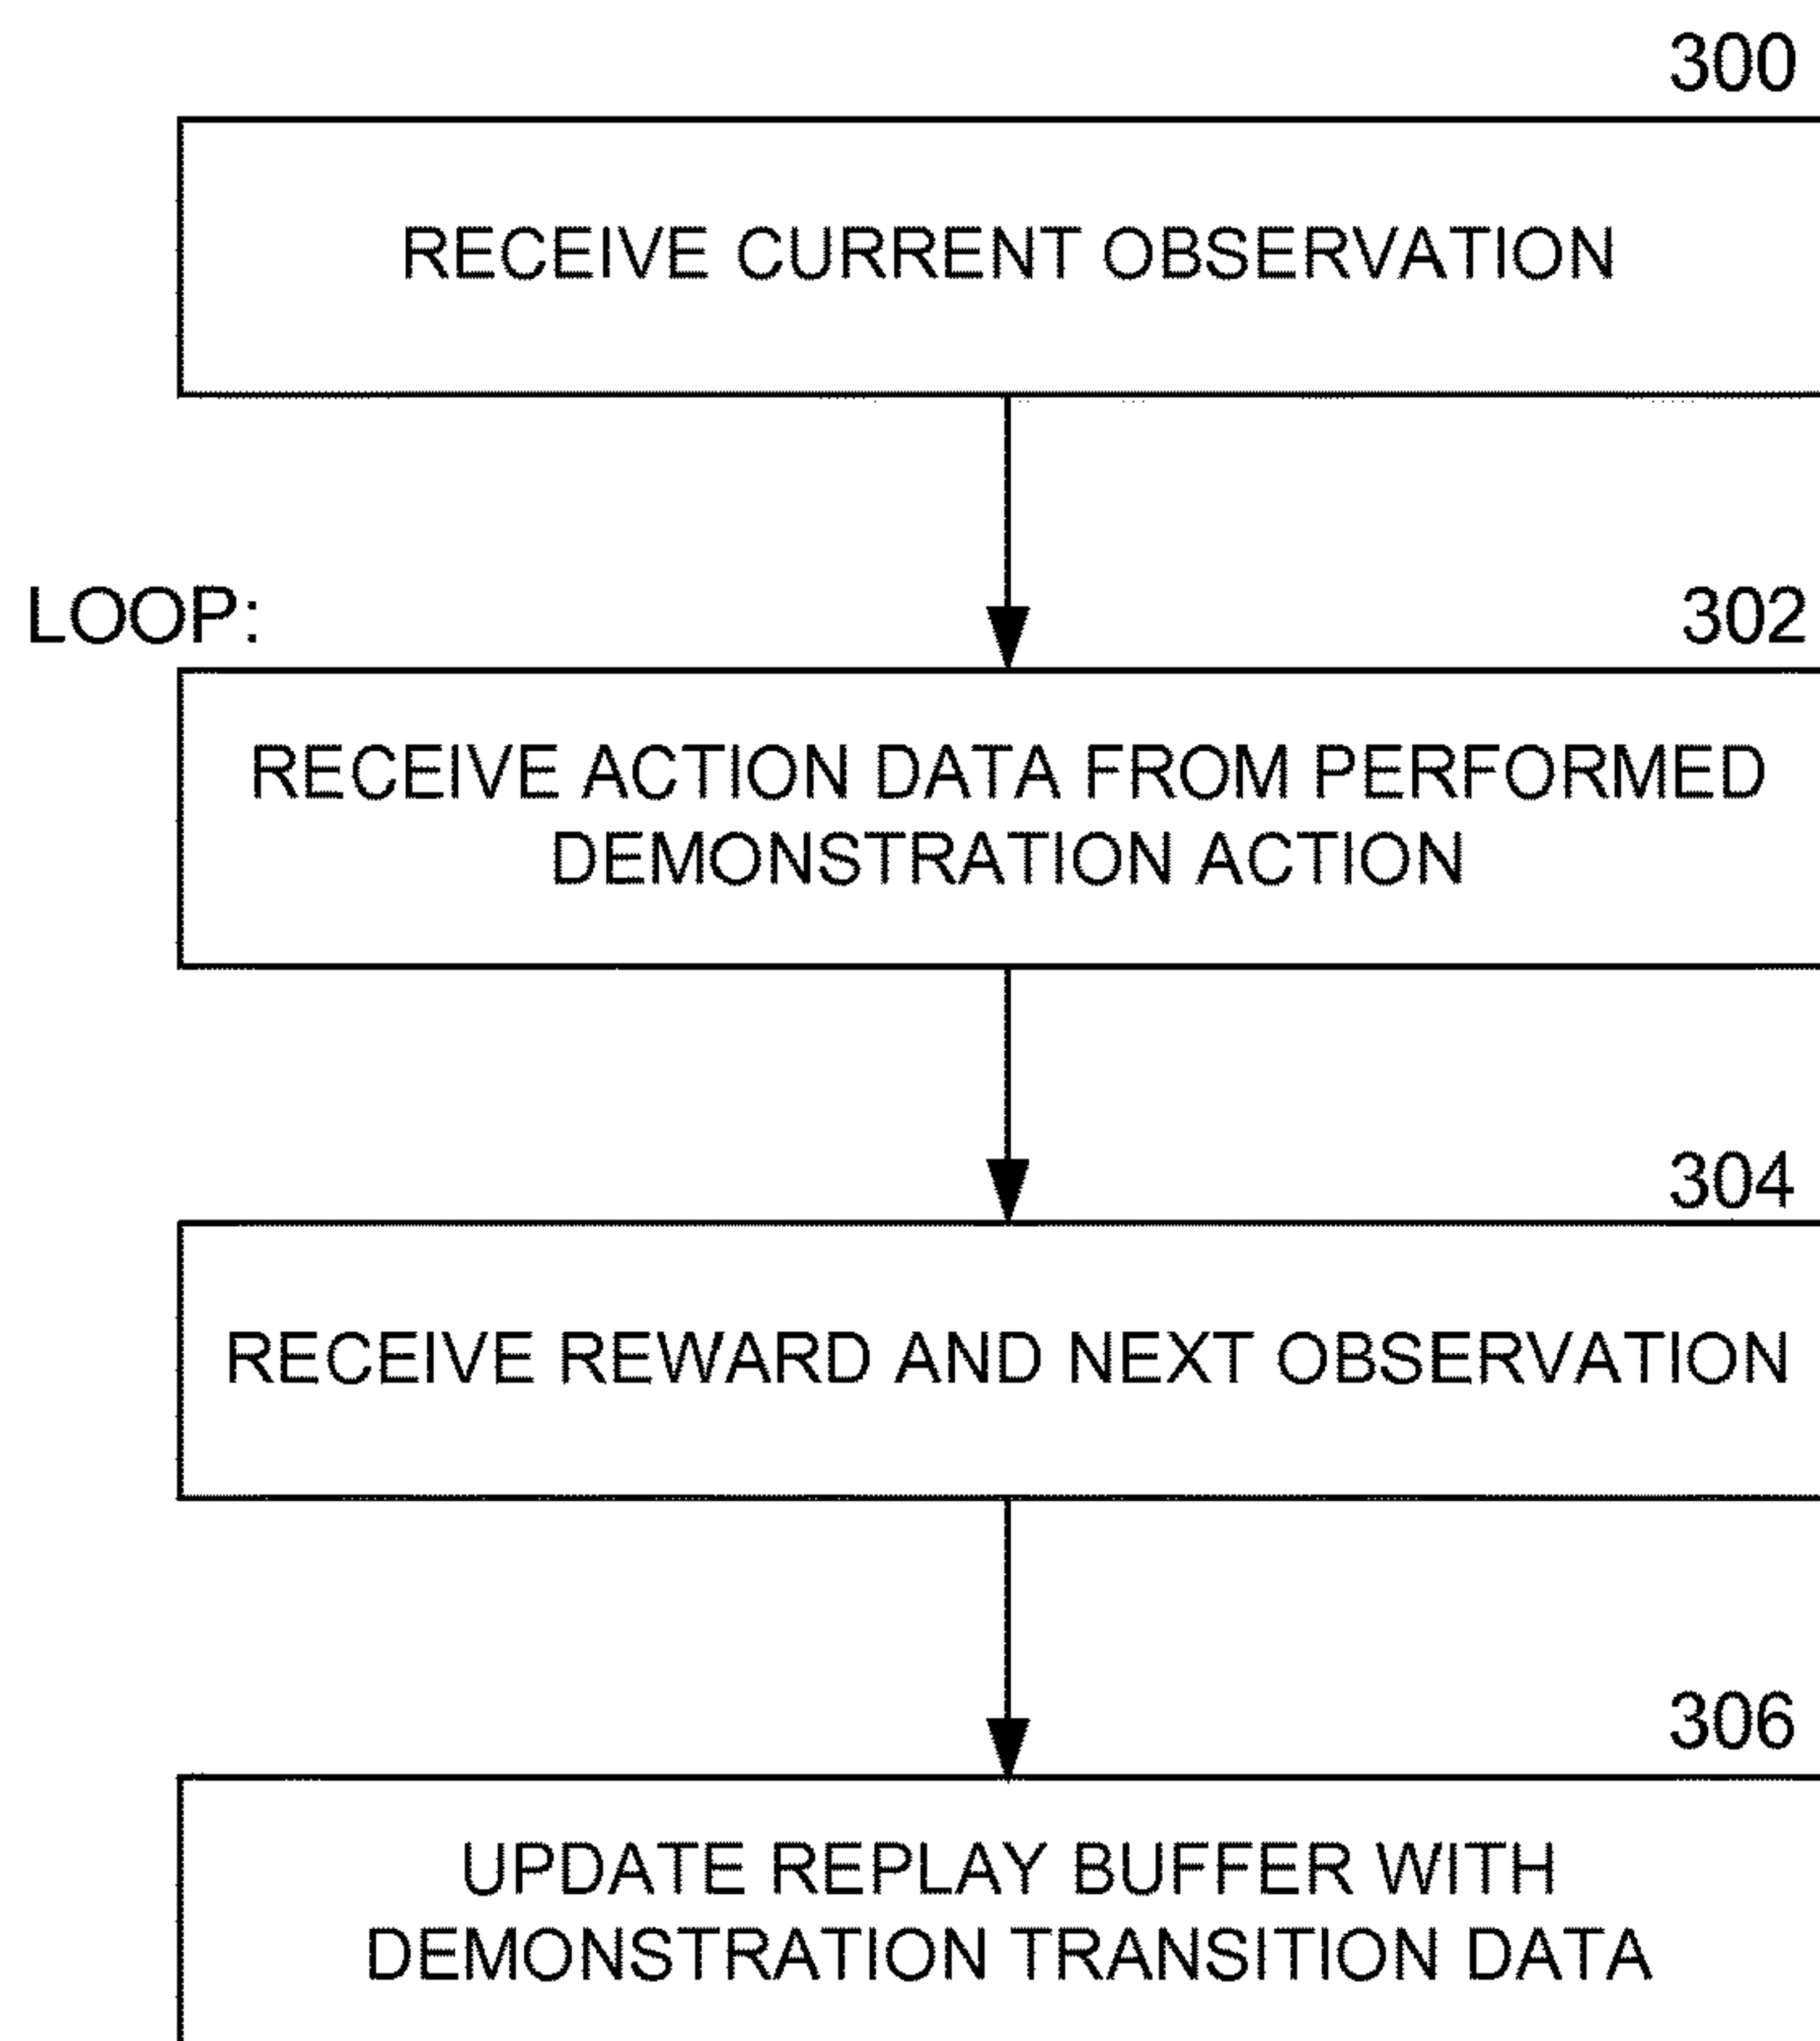 300
RECEIVE CURRENT OBSERVATION
LOOP:
302
RECEIVE ACTION DATA FROM PERFORMED
DEMONSTRATION ACTION
304
RECEIVE REWARD AND NEXT OBSERVATION
306
UPDATE REPLAY BUFFER WITH
DEMONSTRATION TRANSITION DATA